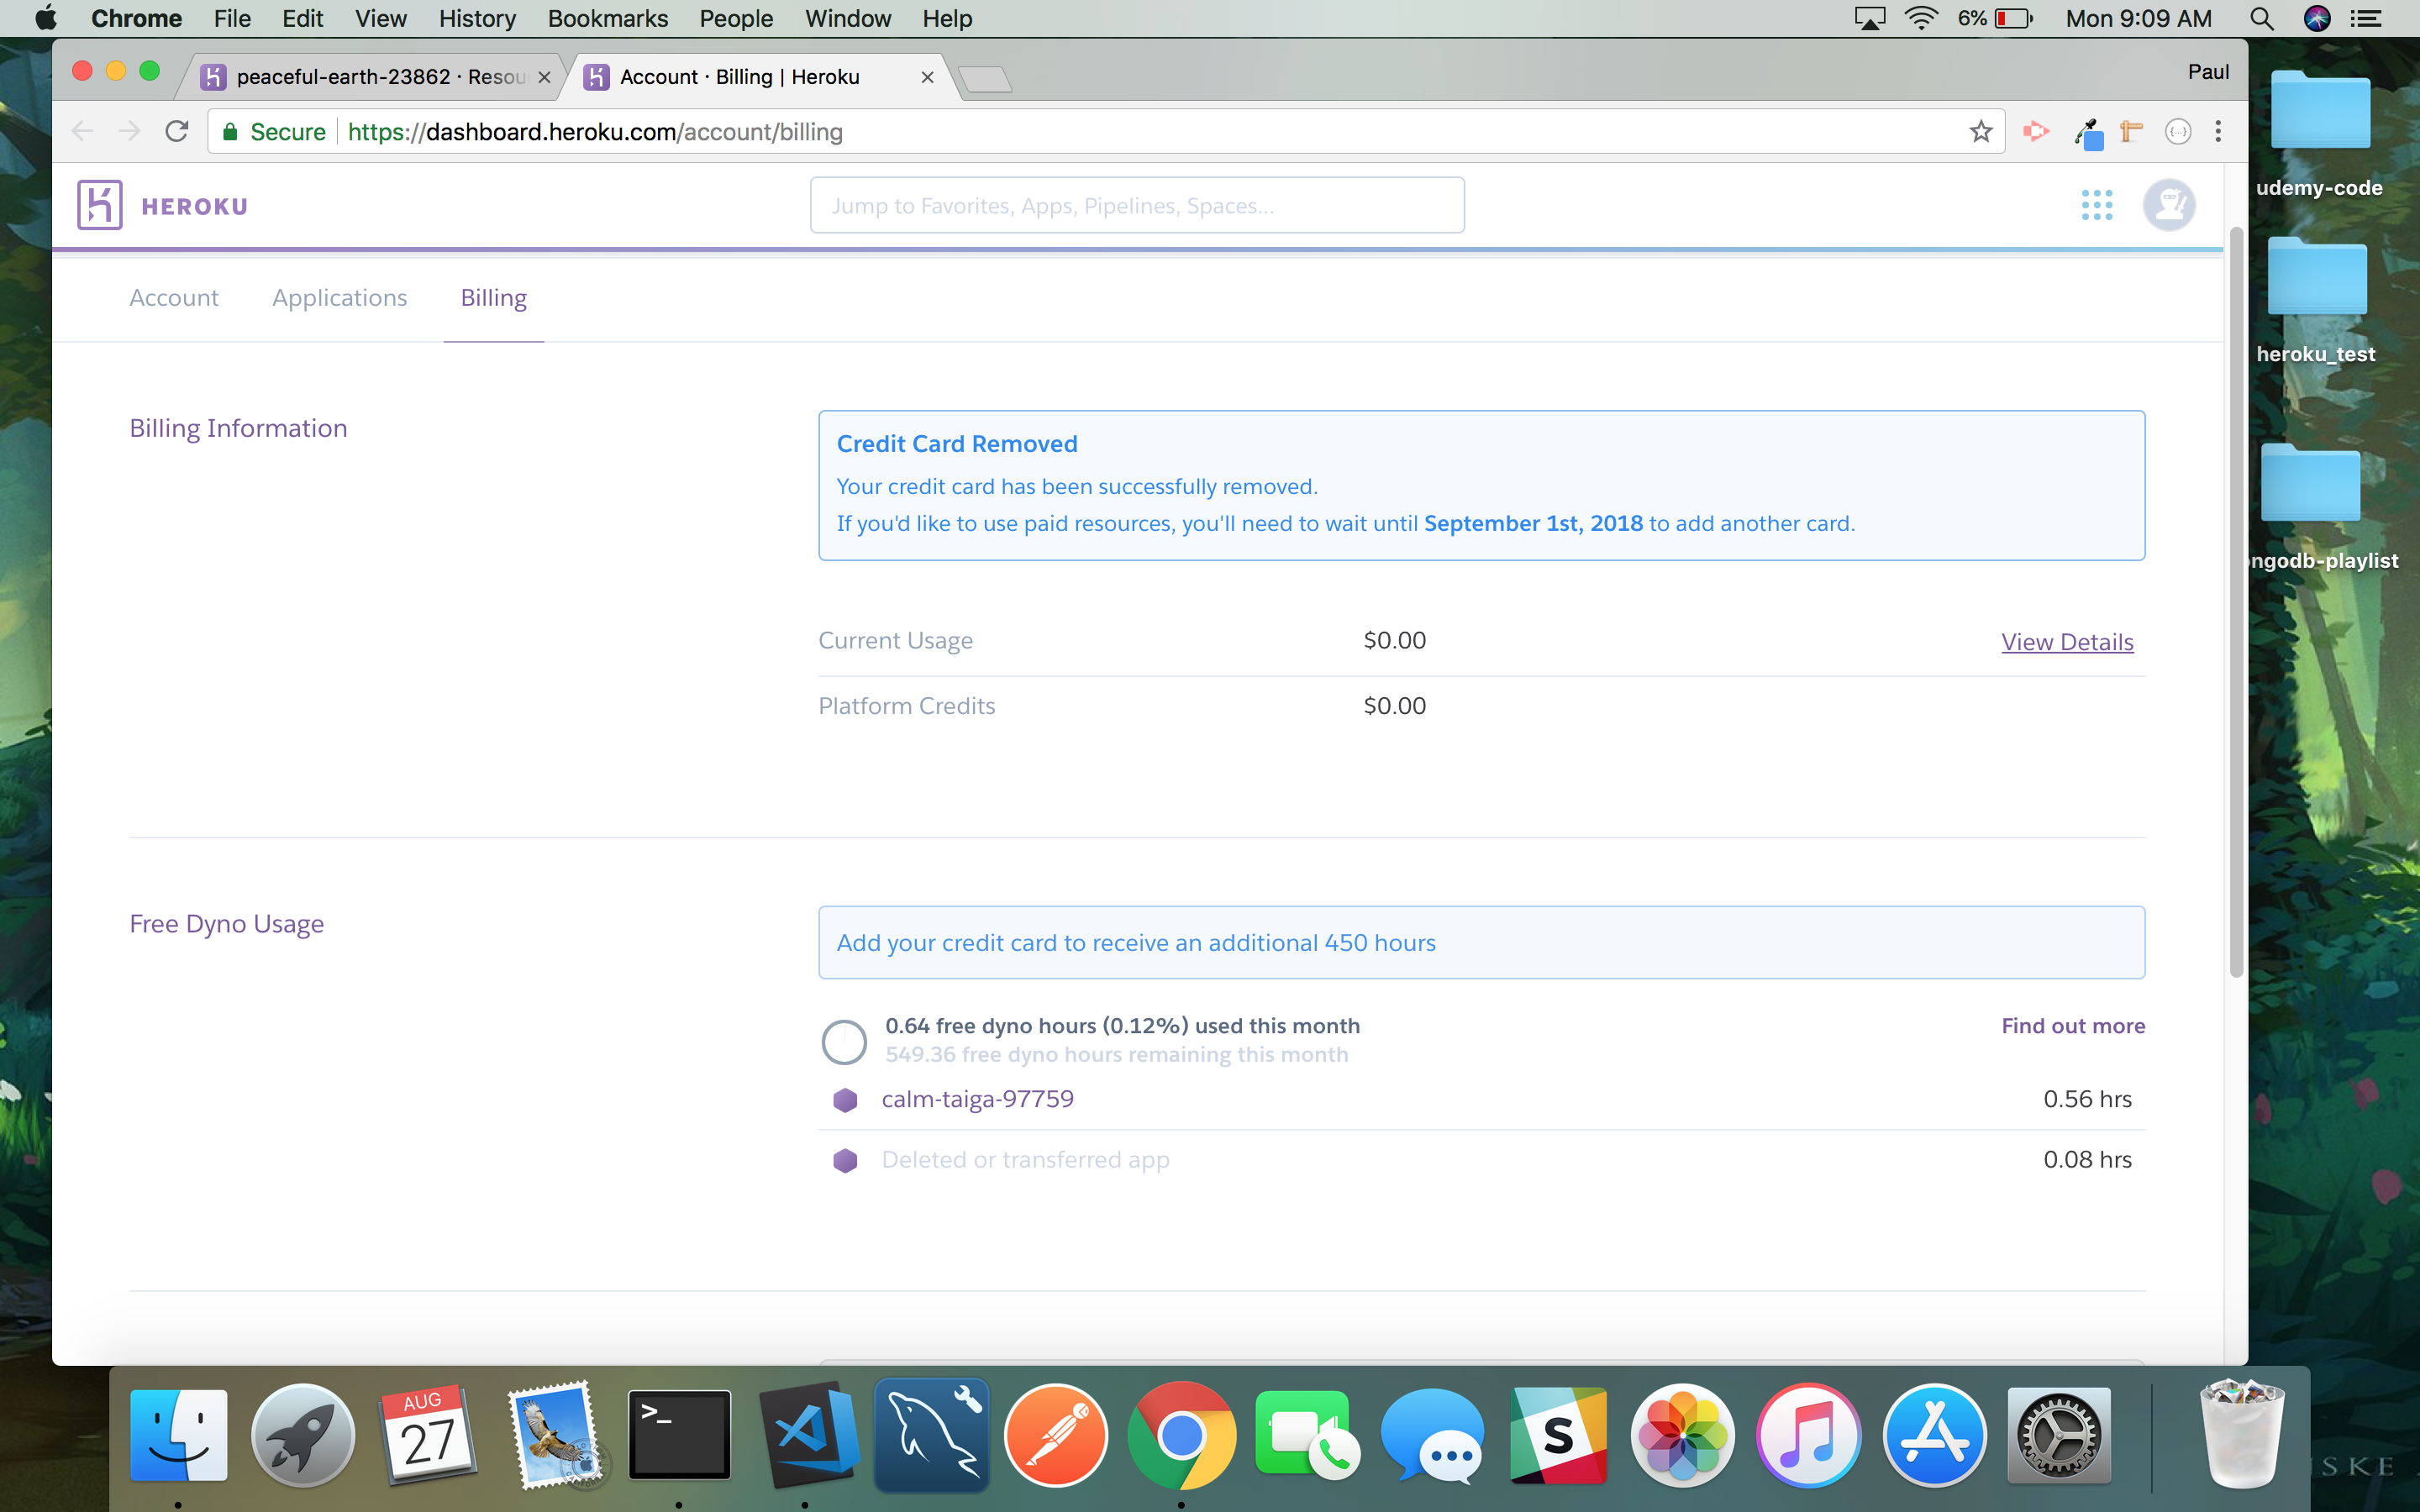 Chrome File Edit View History Bookmarks People Window Help 6% Mon 9:09 AM
peaceful-earth-23862 · Resou
Account · Billing | Heroku
Paul
Secure https://dashboard.heroku.com/account/billing
HEROKU
Jump to Favorites, Apps, Pipelines, Spaces...
Account Applications Billing
Billing Information
Credit Card Removed
Your credit card has been successfully removed.
If you'd like to use paid resources, you'll need to wait until September 1st, 2018 to add another card.
Current Usage $0.00 View Details
Platform Credits $0.00
Free Dyno Usage
Add your credit card to receive an additional 450 hours
0.64 free dyno hours (0.12%) used this month Find out more
549.36 free dyno hours remaining this month
calm-taiga-97759 0.56 hrs
Deleted or transferred app 0.08 hrs
udemy-code
heroku_test
ngodb-playlist
AUG
27
>_
S